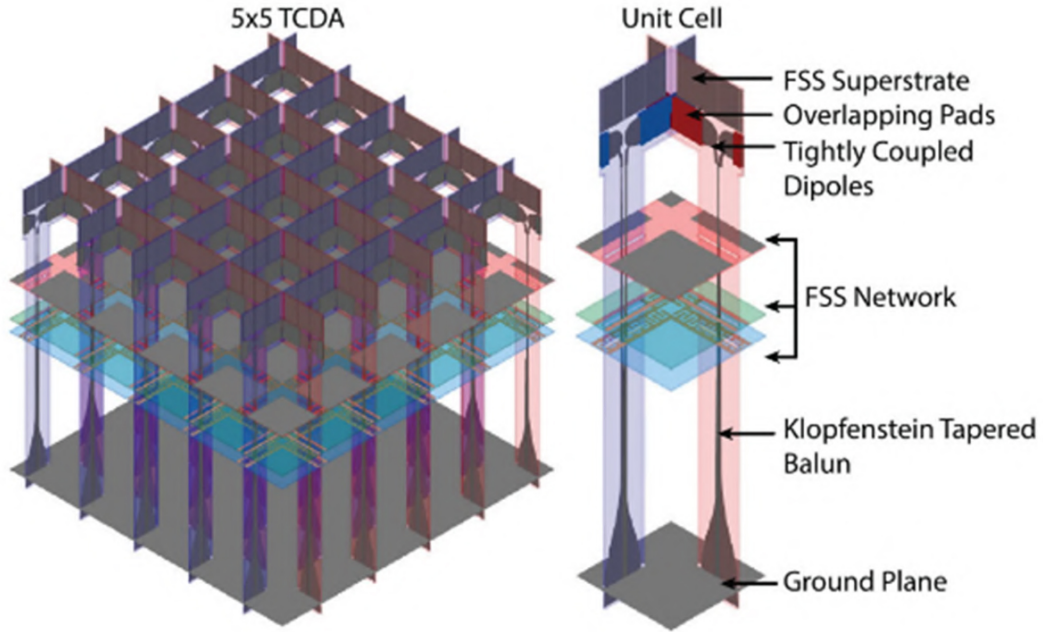 5x5 TCDA
Unit Cell
FSS Superstrate
Overlapping Pads
Tightly Coupled
Dipoles
FSS Network
Klopfenstein Tapered
Balun
Ground Plane